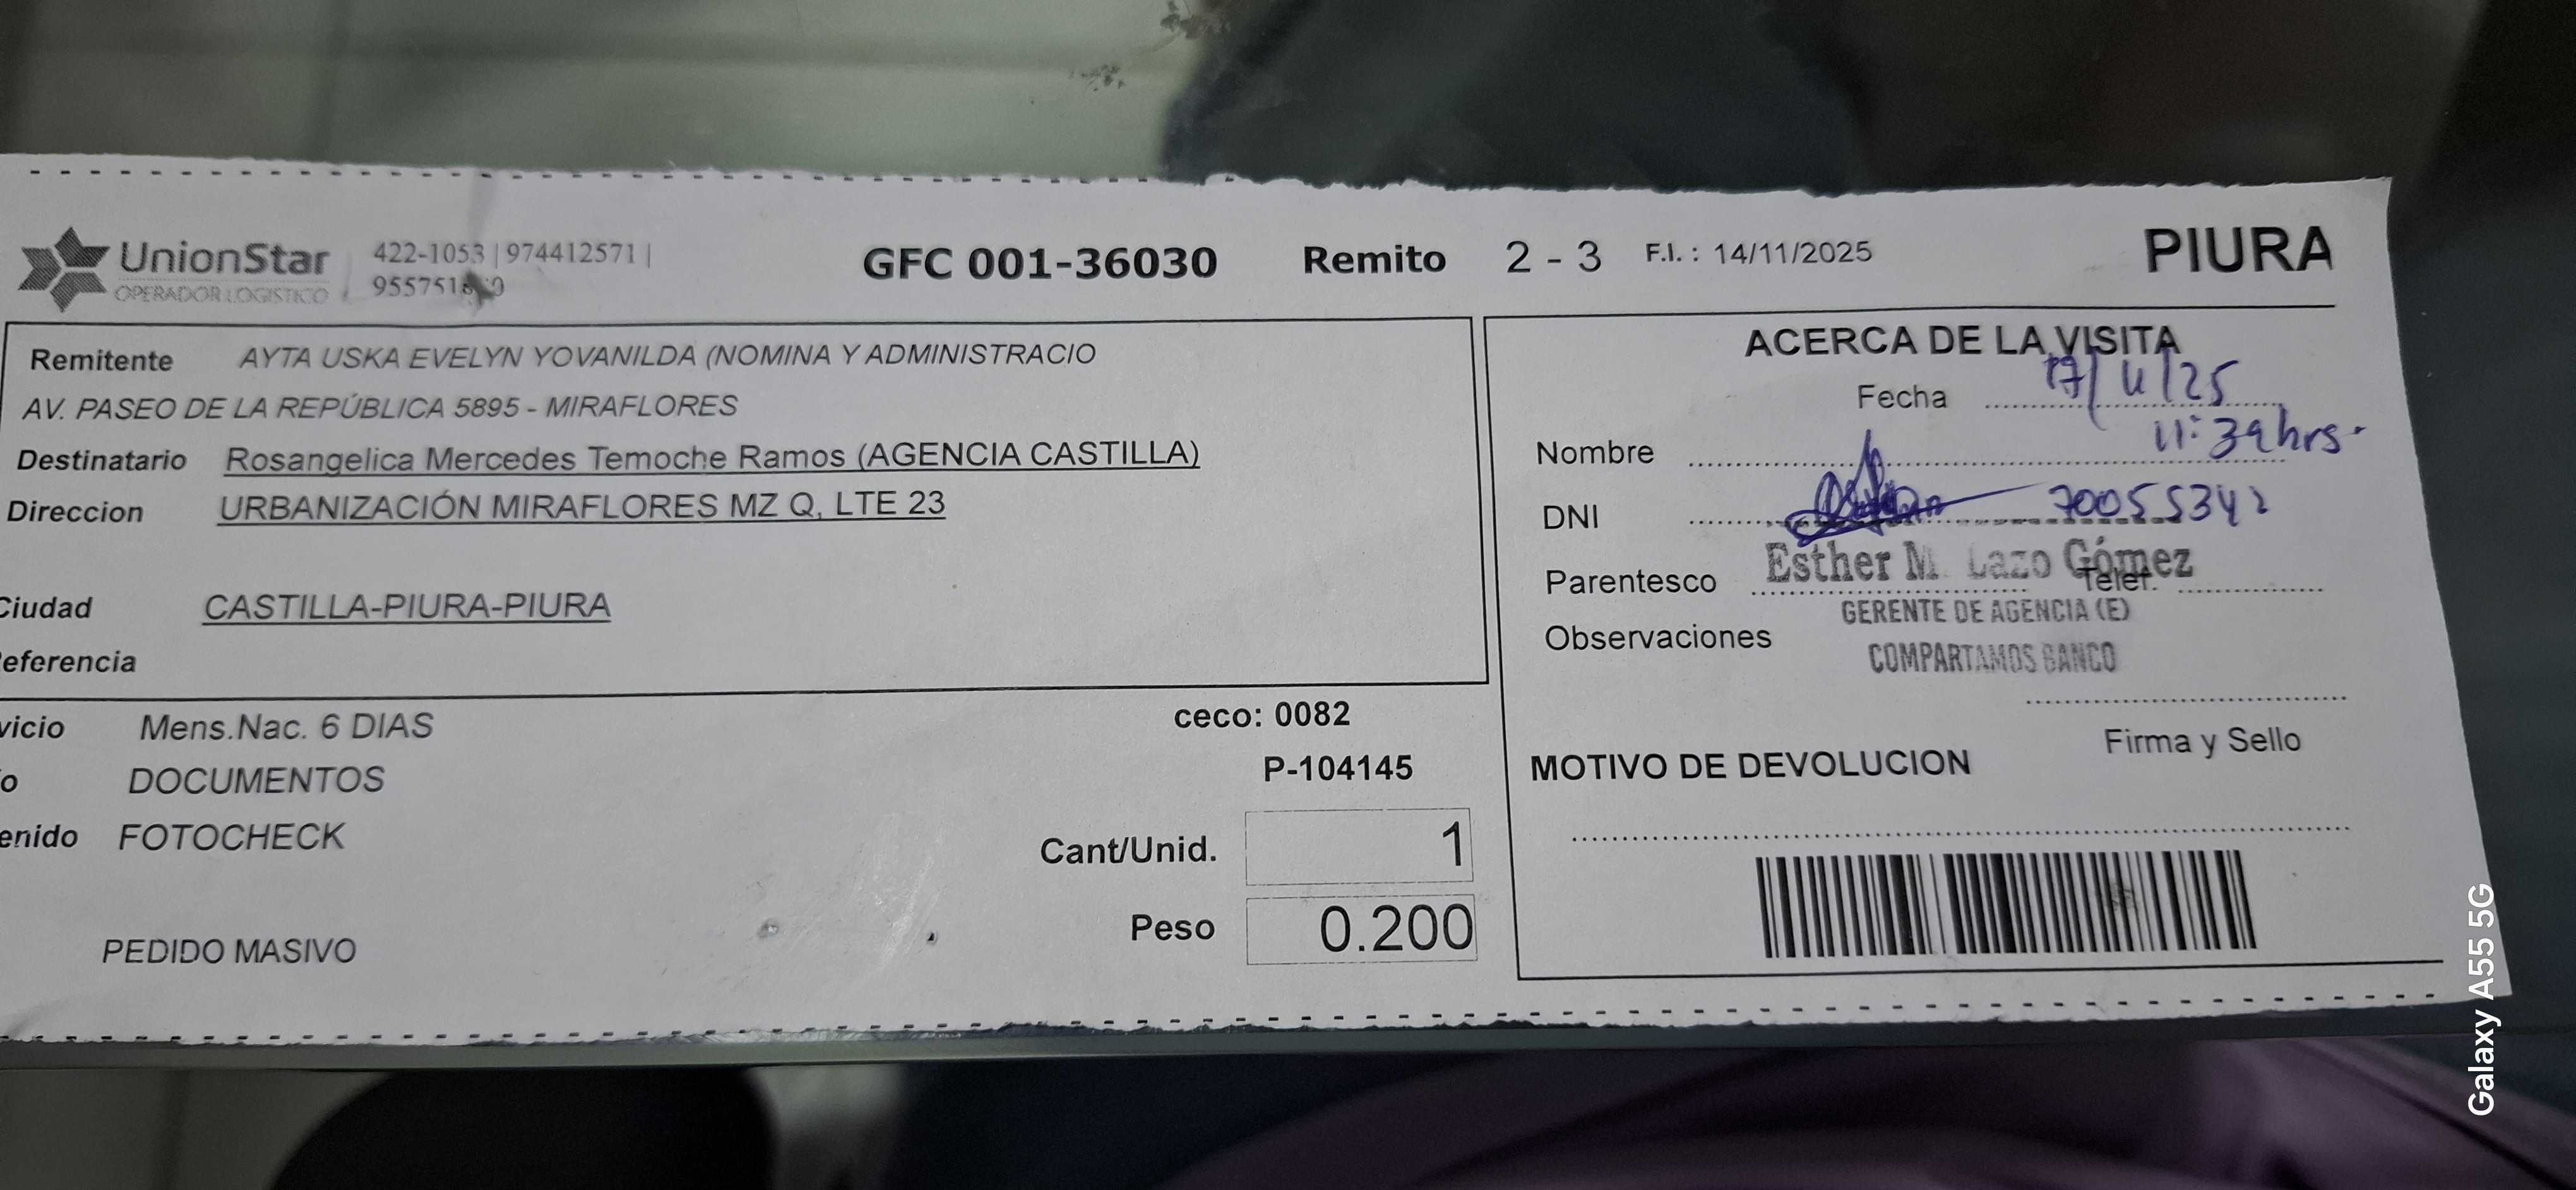 UnionStar
OPERADOR LOGISTICO
422-1053 | 974412571 |
GFC 001-36030 Remito 2 - 3 F.I. : 14/11/2025 PIURA
Remitente AYTA USKA EVELYN YOVANILDA (NOMINA Y ADMINISTRACIO
AV. PASEO DE LA REPÚBLICA 5895 - MIRAFLORES
Destinatario Rosangelica Mercedes Temoche Ramos (AGENCIA CASTILLA)
Direccion URBANIZACIÓN MIRAFLORES MZ Q, LTE 23
Ciudad CASTILLA-PIURA-PIURA
eferencia
vicio Mens.Nac. 6 DIAS
o DOCUMENTOS
enido FOTOCHECK
PEDIDO MASIVO
ceco: 0082
P-104145
Cant/Unid. 1
Peso 0.200
ACERCA DE LA VISITA
Fecha 17/11/25
11:39hrs.
Nombre
DNI 70055342
Esther M. Lazo Gómez
Parentesco Telef.
GERENTE DE AGENCIA (E)
Observaciones
COMPARTAMOS BANCO
Firma y Sello
MOTIVO DE DEVOLUCION
Galaxy A55 5G